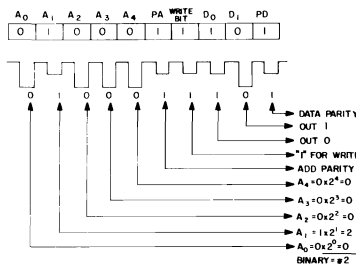 A0 A1 A2 A3 A4 PA WRITE BIT D0 D1 PD
0 1 0 0 0 1 1 1 0 1
0 1 0 0 0 1 1 1 0 1
DATA PARITY
OUT 1
OUT 0
"1" FOR WRITE
ADD PARITY
A4=0x2^4=0
A3=0x2^3=0
A2=0x2^2=0
A1=1x2^1=2
A0=0x2^0=0
BINARY=#2